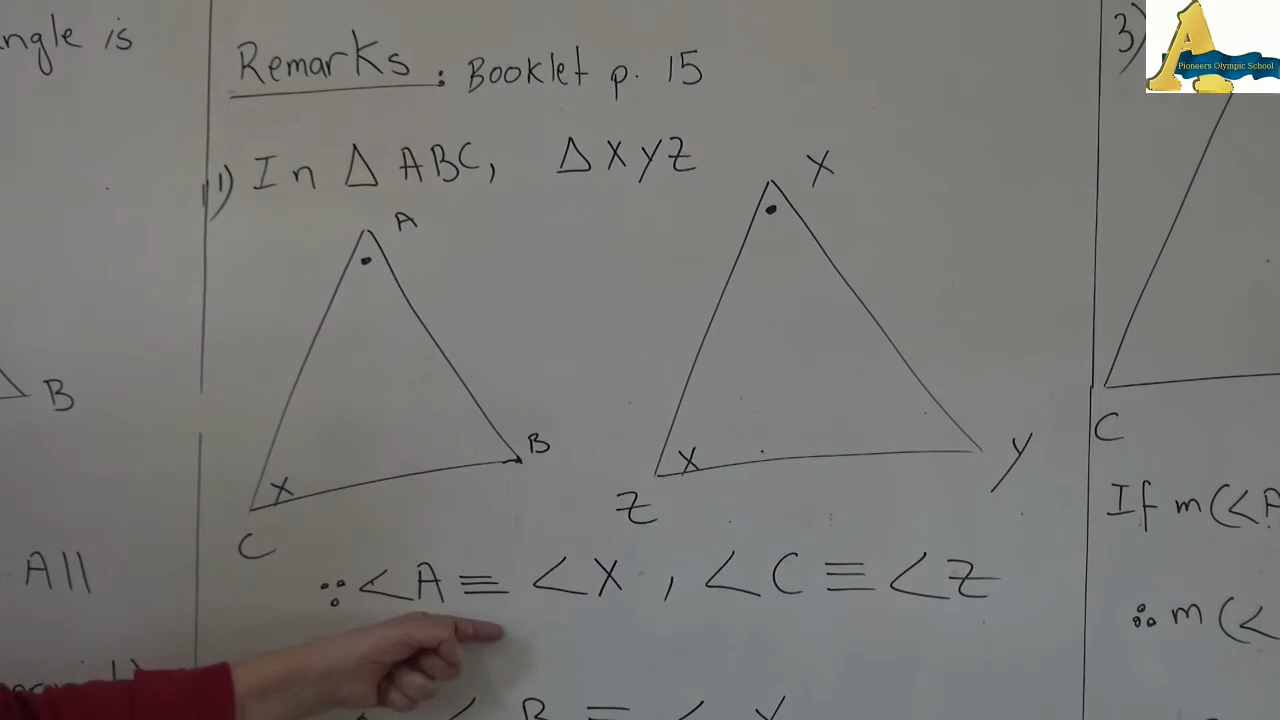 ngle is
B
All
Remarks : Booklet p. 15
1) In Δ ABC, Δ XYZ
A
X
B
X
C
X
Y
Z
∵ <A ≡ <X , <C ≡ <Z
< B ≡ < Y
3)
C
If m (<A
∴ m (<
A
Pioneers Olympic School